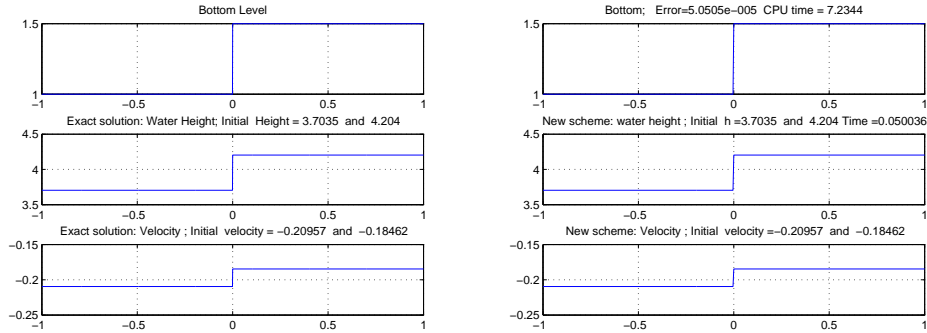 Bottom Level
1.5
1
−1 −0.5 0 0.5 1
Exact solution: Water Height; Initial Height = 3.7035 and 4.204
4.5
4
3.5
−1 −0.5 0 0.5 1
Exact solution: Velocity ; Initial velocity = −0.20957 and −0.18462
−0.15
−0.2
−0.25
−1 −0.5 0 0.5 1
Bottom; Error=5.0505e−005 CPU time = 7.2344
1.5
1
−1 −0.5 0 0.5 1
New scheme: water height ; Initial h =3.7035 and 4.204 Time =0.050036
4.5
4
3.5
−1 −0.5 0 0.5 1
New scheme: Velocity ; Initial velocity =−0.20957 and −0.18462
−0.15
−0.2
−0.25
−1 −0.5 0 0.5 1